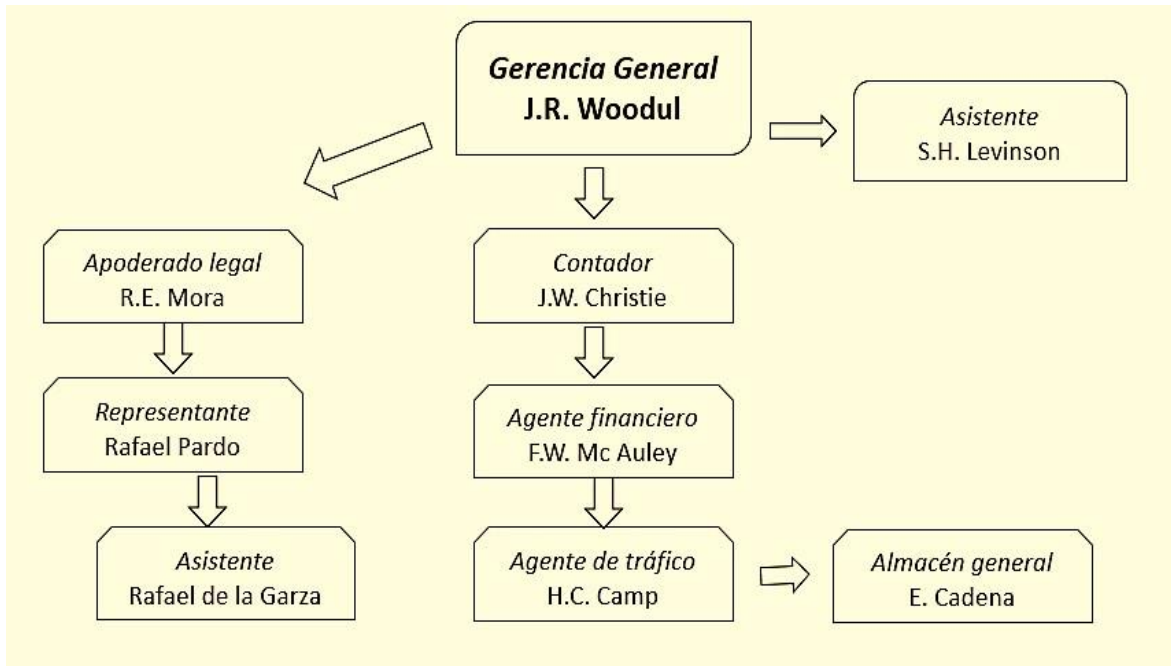 Gerencia General
J.R. Woodul
Asistente
S.H. Levinson
Apoderado legal
R.E. Mora
Contador
J.W. Christie
Representante
Rafael Pardo
Agente financiero
F.W. Mc Auley
Asistente
Rafael de la Garza
Agente de tráfico
H.C. Camp
Almacén general
E. Cadena